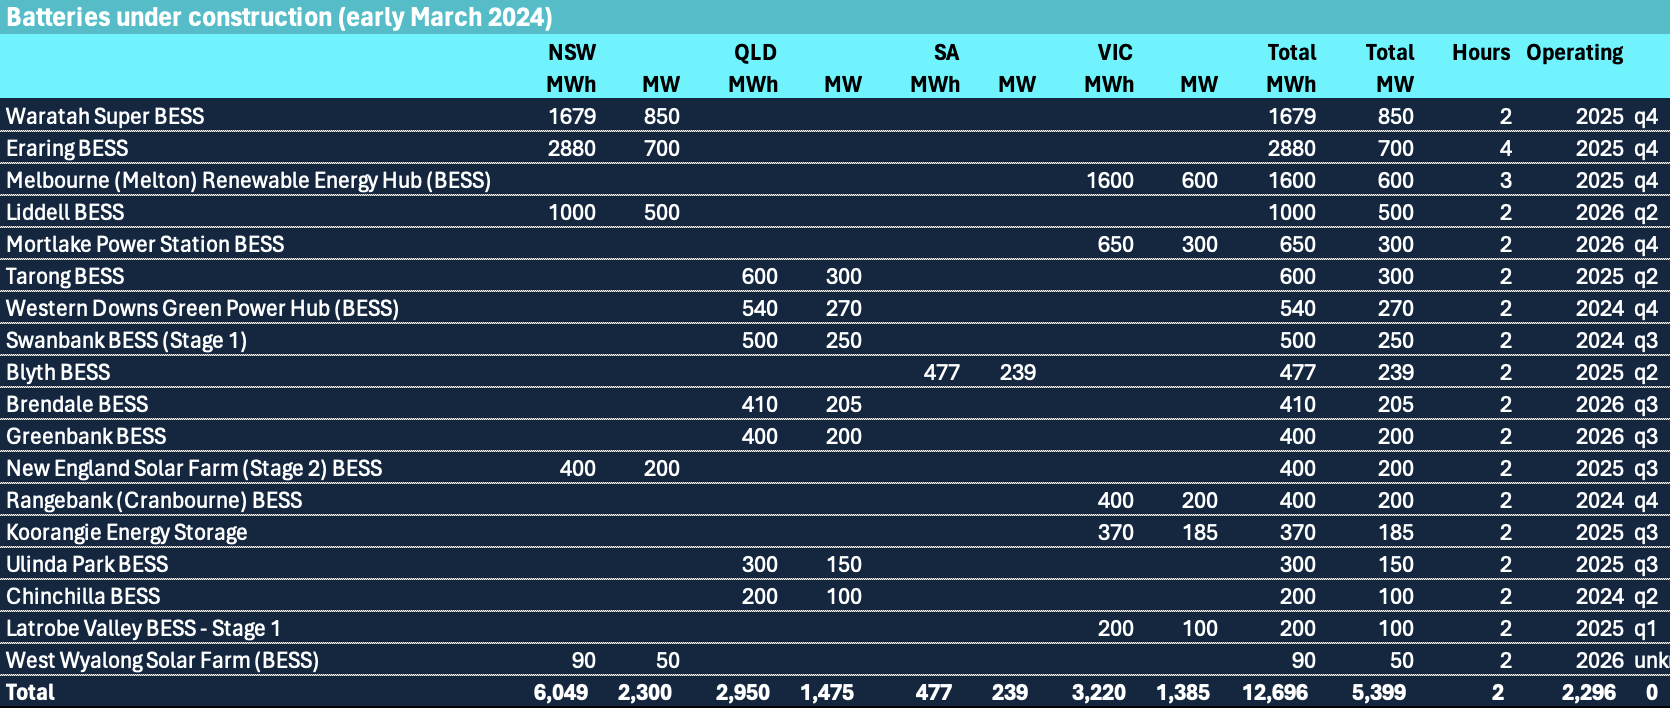 Batteries under construction (early March 2024)
NSW QLD SA VIC Total Total Hours Operating
MWh MW MWh MW MWh MW MWh MW MWh MW
Waratah Super BESS 1679 850 1679 850 2 2025 q4
Eraring BESS 2880 700 2880 700 4 2025 q4
Melbourne (Melton) Renewable Energy Hub (BESS) 1600 600 1600 600 3 2025 q4
Liddell BESS 1000 500 1000 500 2 2026 q2
Mortlake Power Station BESS 650 300 650 300 2 2026 q4
Tarong BESS 600 300 600 300 2 2025 q2
Western Downs Green Power Hub (BESS) 540 270 540 270 2 2024 q4
Swanbank BESS (Stage 1) 500 250 500 250 2 2024 q3
Blyth BESS 477 239 477 239 2 2025 q2
Brendale BESS 410 205 410 205 2 2026 q3
Greenbank BESS 400 200 400 200 2 2026 q3
New England Solar Farm (Stage 2) BESS 400 200 400 200 2 2025 q3
Rangebank (Cranbourne) BESS 400 200 400 200 2 2024 q4
Koorangie Energy Storage 370 185 370 185 2 2025 q3
Ulinda Park BESS 300 150 300 150 2 2025 q3
Chinchilla BESS 200 100 200 100 2 2024 q2
Latrobe Valley BESS - Stage 1 200 100 200 100 2 2025 q1
West Wyalong Solar Farm (BESS) 90 50 90 50 2 2026 unk
Total 6,049 2,300 2,950 1,475 477 239 3,220 1,385 12,696 5,399 2 2,296 0